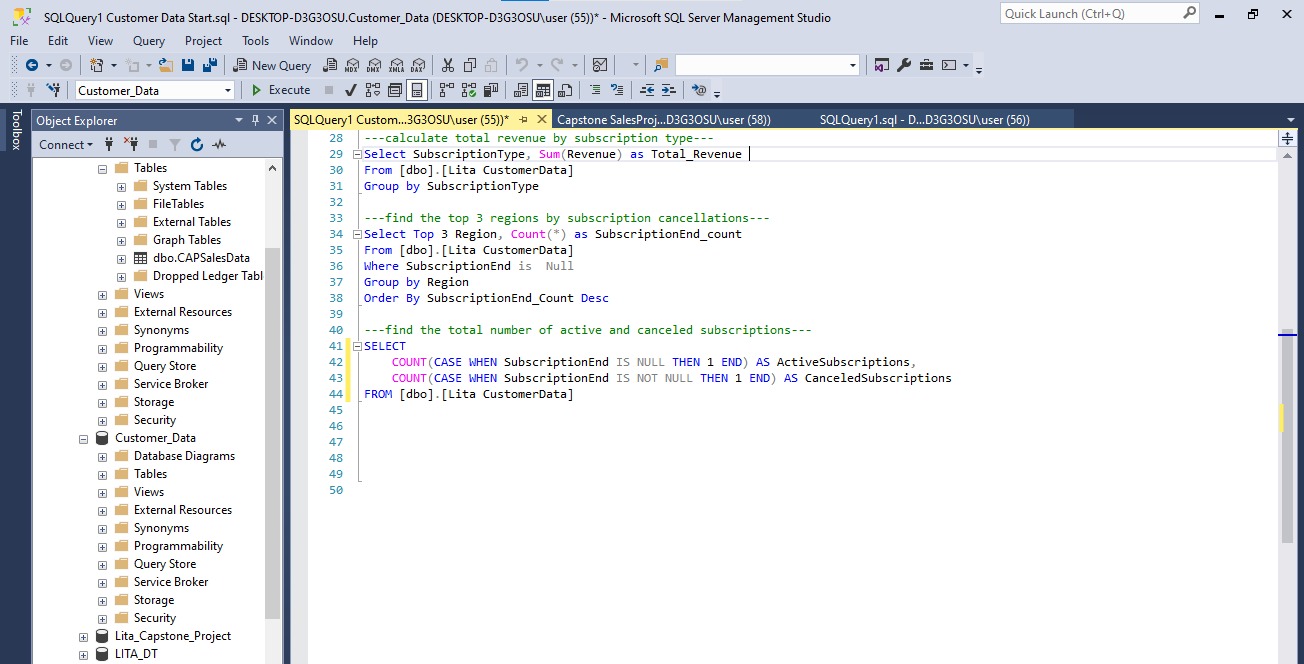 SQLQuery1 Customer Data Start.sql - DESKTOP-D3G3OSU.Customer_Data (DESKTOP-D3G3OSU\user (55))* - Microsoft SQL Server Management Studio
Quick Launch (Ctrl+Q)
File Edit View Query Project Tools Window Help
New Query MDX DMX XMLA DAX
Customer_Data Execute
Toolbox
Object Explorer
Connect
Tables
System Tables
FileTables
External Tables
Graph Tables
dbo.CAPSalesData
Dropped Ledger Tabl
Views
External Resources
Synonyms
Programmability
Query Store
Service Broker
Storage
Security
Customer_Data
Database Diagrams
Tables
Views
External Resources
Synonyms
Programmability
Query Store
Service Broker
Storage
Security
Lita_Capstone_Project
LITA_DT
SQLQuery1 Custom...3G3OSU\user (55))* Capstone SalesProj...D3G3OSU\user (58)) SQLQuery1.sql - D...D3G3OSU\user (56))
28 ---calculate total revenue by subscription type---
29 Select SubscriptionType, Sum(Revenue) as Total_Revenue
30 From [dbo].[Lita CustomerData]
31 Group by SubscriptionType
32
33 ---find the top 3 regions by subscription cancellations---
34 Select Top 3 Region, Count(*) as SubscriptionEnd_count
35 From [dbo].[Lita CustomerData]
36 Where SubscriptionEnd is  Null
37 Group by Region
38 Order By SubscriptionEnd_Count Desc
39
40 ---find the total number of active and canceled subscriptions---
41 SELECT
42     COUNT(CASE WHEN SubscriptionEnd IS NULL THEN 1 END) AS ActiveSubscriptions,
43     COUNT(CASE WHEN SubscriptionEnd IS NOT NULL THEN 1 END) AS CanceledSubscriptions
44 FROM [dbo].[Lita CustomerData]
45
46
47
48
49
50